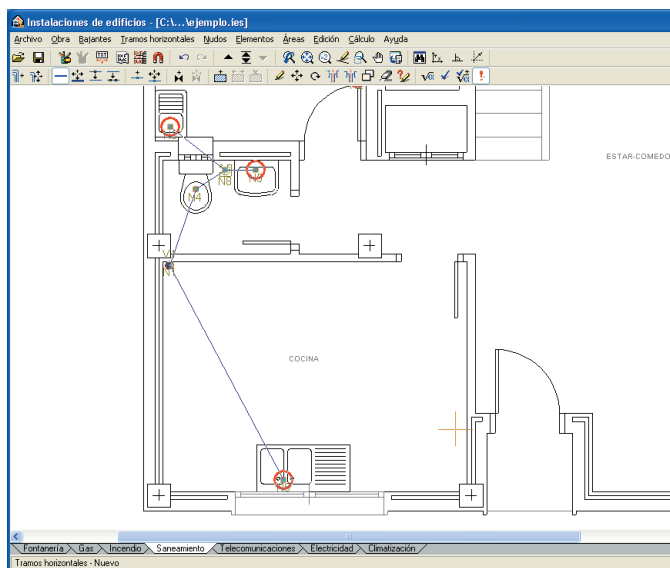 Instalaciones de edificios - [C:\...\ejemplo.ies]
Archivo Obra Bajantes Tramos horizontales Nudos Elementos Áreas Edición Cálculo Ayuda
ESTAR-COMEDO
N8
N4
COCINA
Fontanería Gas Incendio Saneamiento Telecomunicaciones Electricidad Climatización
Tramos horizontales - Nuevo